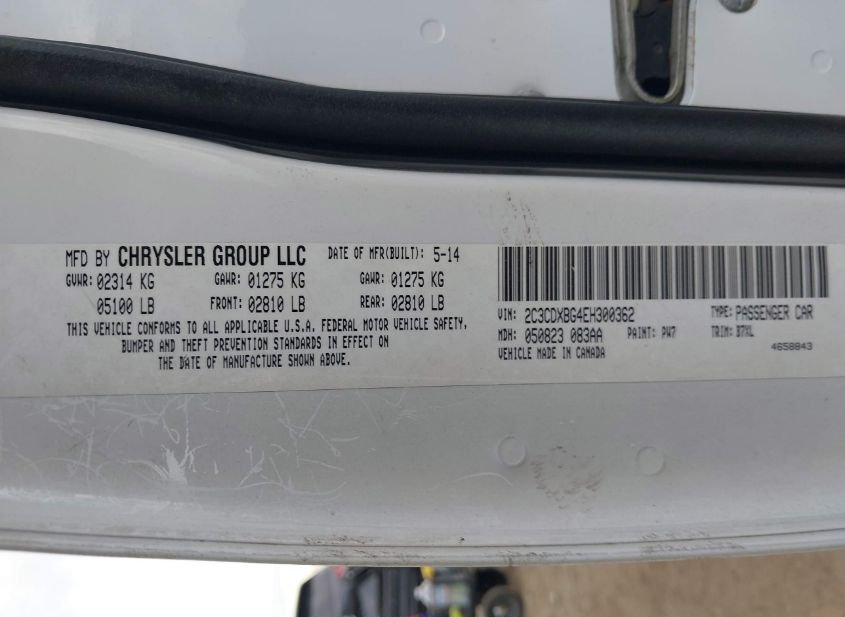 MFD BY CHRYSLER GROUP LLC DATE OF MFR(BUILT): 5-14
GVWR: 02314 KG GAWR: 01275 KG GAWR: 01275 KG
05100 LB FRONT: 02810 LB REAR: 02810 LB
THIS VEHICLE CONFORMS TO ALL APPLICABLE U.S.A. FEDERAL MOTOR VEHICLE SAFETY,
BUMPER AND THEFT PREVENTION STANDARDS IN EFFECT ON
THE DATE OF MANUFACTURE SHOWN ABOVE.
VIN: 2C3CDXBG4EH300362 TYPE: PASSENGER CAR
MDH: 050823 083AA PAINT: PW7 TRIM: B7XL
VEHICLE MADE IN CANADA 4658843